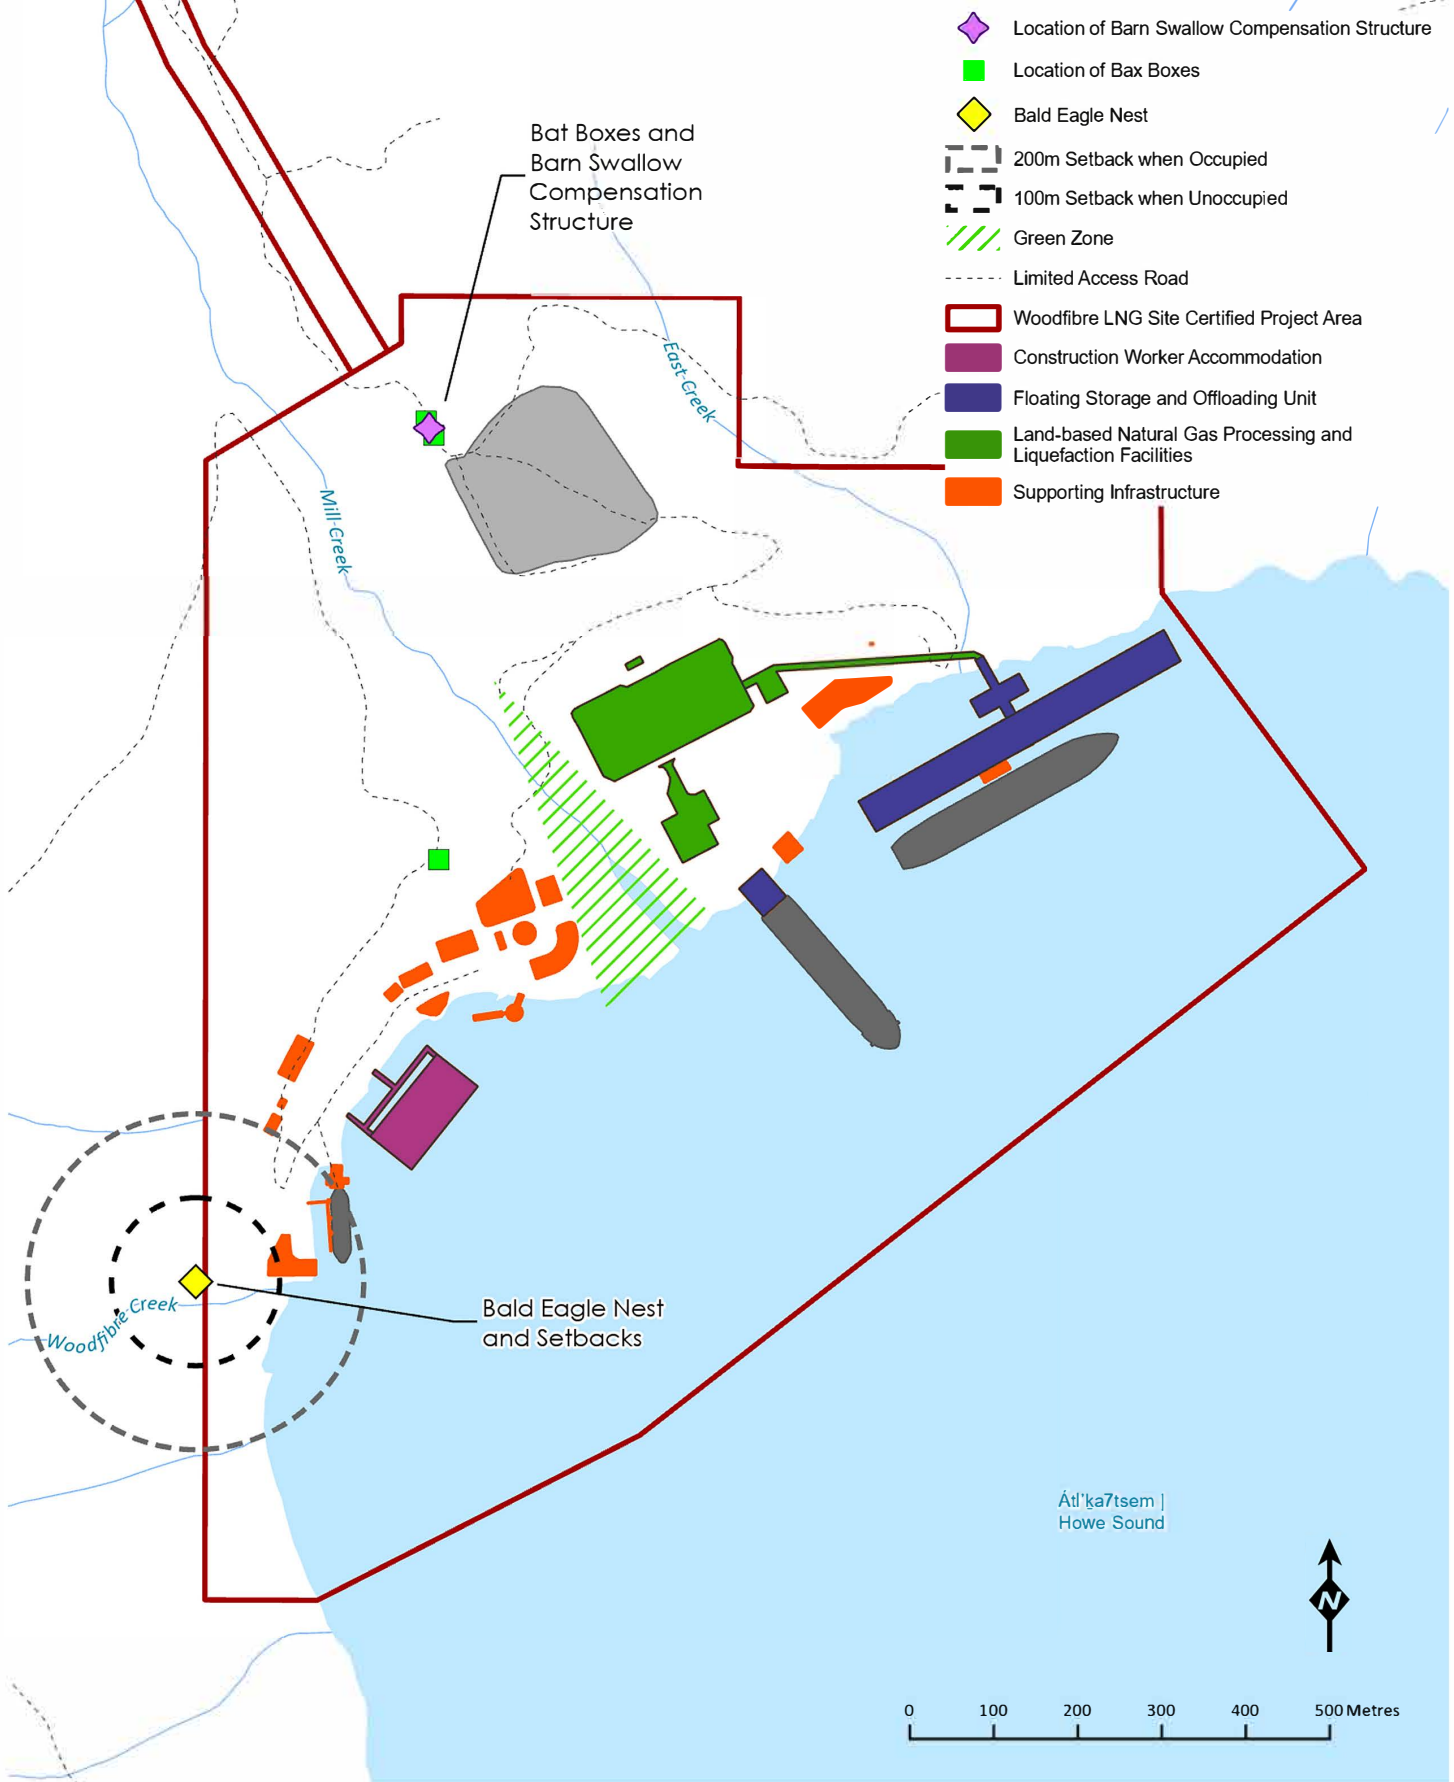 Location of Barn Swallow Compensation Structure
Location of Bax Boxes
Bald Eagle Nest
200m Setback when Occupied
100m Setback when Unoccupied
Green Zone
Limited Access Road
Woodfibre LNG Site Certified Project Area
Construction Worker Accommodation
Floating Storage and Offloading Unit
Land-based Natural Gas Processing and
Liquefaction Facilities
Supporting Infrastructure
Bat Boxes and
Barn Swallow
Compensation
Structure
East Creek
Mill Creek
Bald Eagle Nest
and Setbacks
Woodfibre Creek
Átl'ḵa7tsem |
Howe Sound
N
0 100 200 300 400 500 Metres